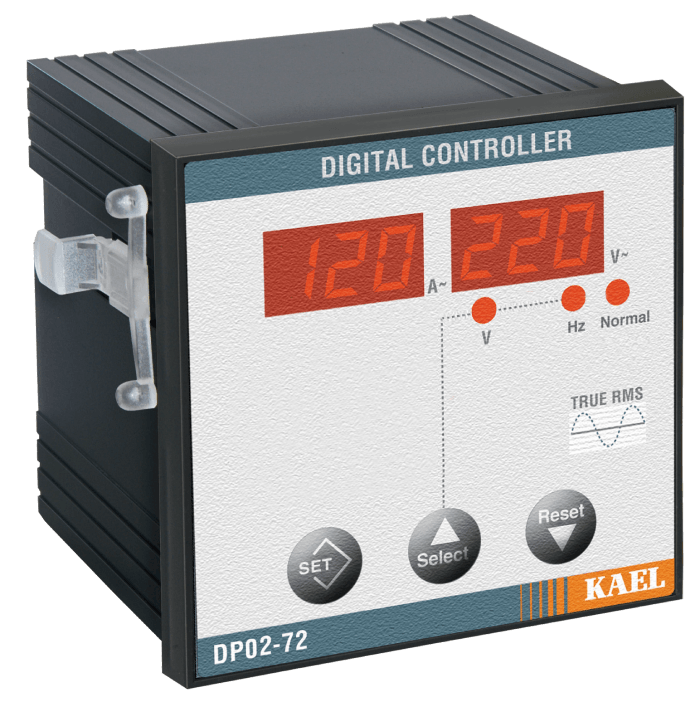 DIGITAL CONTROLLER
120 A~ 220 V~
V Hz Normal
TRUE RMS
SET Select Reset
KAEL
DP02-72